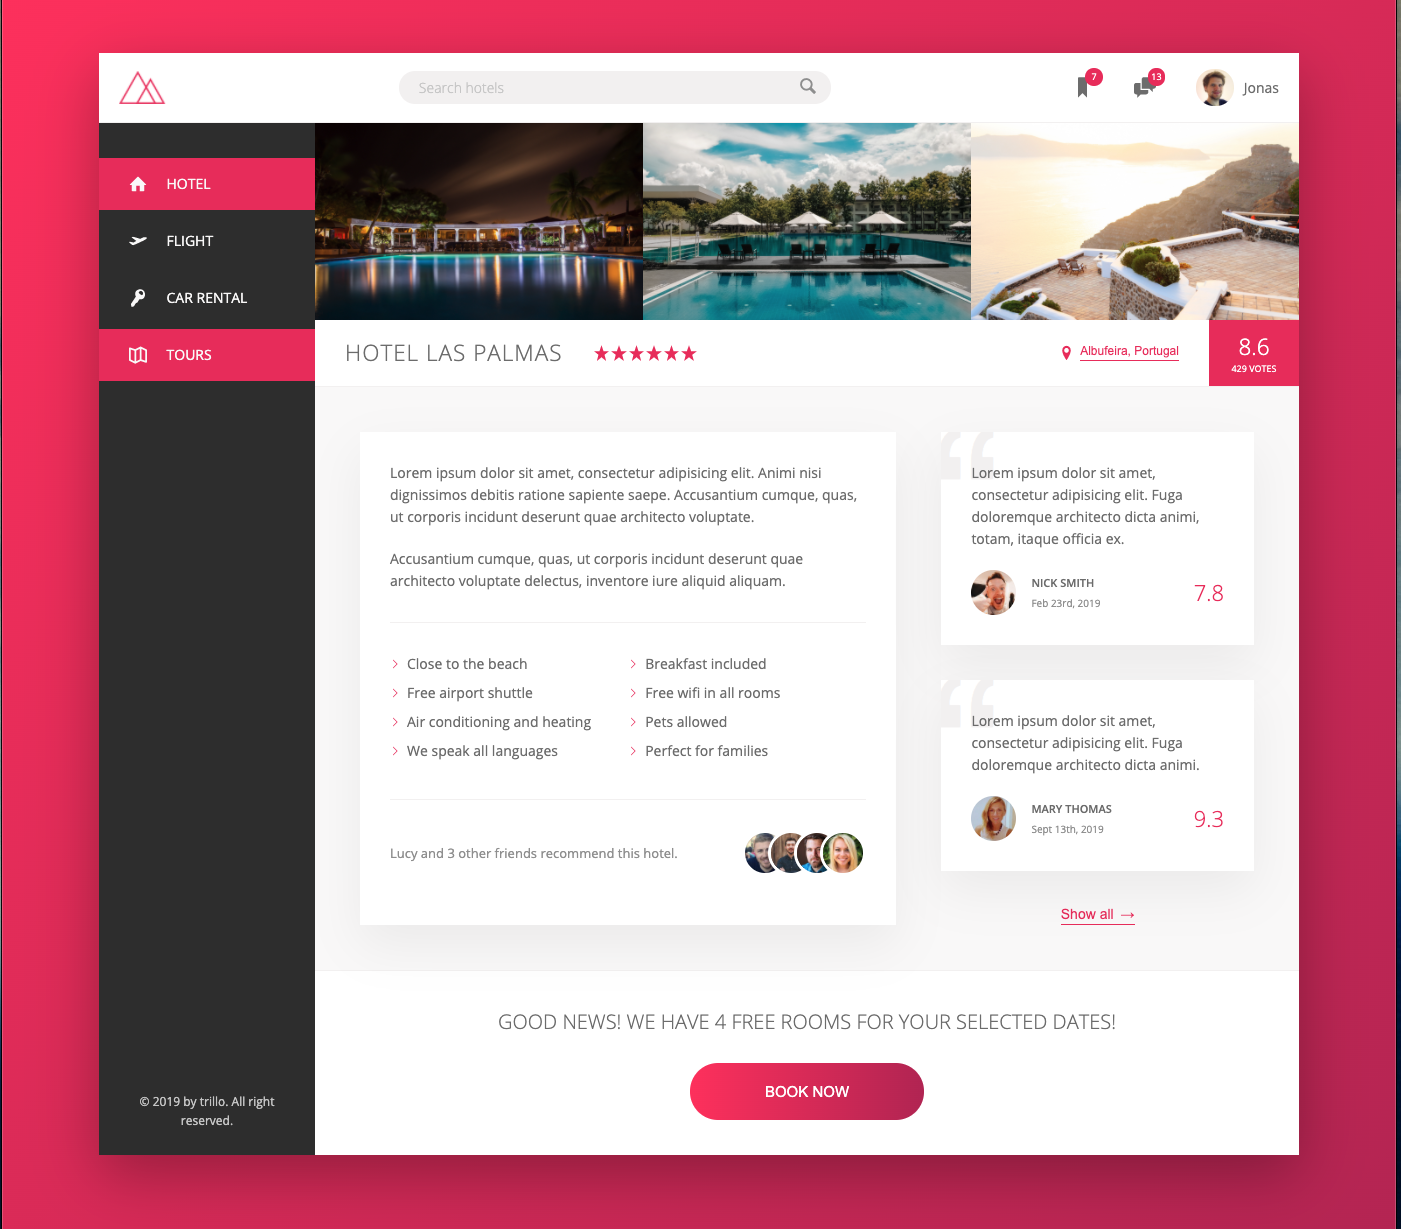 Search hotels
7
13
Jonas
HOTEL
FLIGHT
CAR RENTAL
TOURS
© 2019 by trillo. All right
reserved.
HOTEL LAS PALMAS
Albufeira, Portugal
8.6
429 VOTES
Lorem ipsum dolor sit amet, consectetur adipisicing elit. Animi nisi
dignissimos debitis ratione sapiente saepe. Accusantium cumque, quas,
ut corporis incidunt deserunt quae architecto voluptate.
Accusantium cumque, quas, ut corporis incidunt deserunt quae
architecto voluptate delectus, inventore iure aliquid aliquam.
Close to the beach
Free airport shuttle
Air conditioning and heating
We speak all languages
Breakfast included
Free wifi in all rooms
Pets allowed
Perfect for families
Lucy and 3 other friends recommend this hotel.
“
Lorem ipsum dolor sit amet,
consectetur adipisicing elit. Fuga
doloremque architecto dicta animi,
totam, itaque officia ex.
NICK SMITH
Feb 23rd, 2019
7.8
“
Lorem ipsum dolor sit amet,
consectetur adipisicing elit. Fuga
doloremque architecto dicta animi.
MARY THOMAS
Sept 13th, 2019
9.3
Show all →
GOOD NEWS! WE HAVE 4 FREE ROOMS FOR YOUR SELECTED DATES!
BOOK NOW